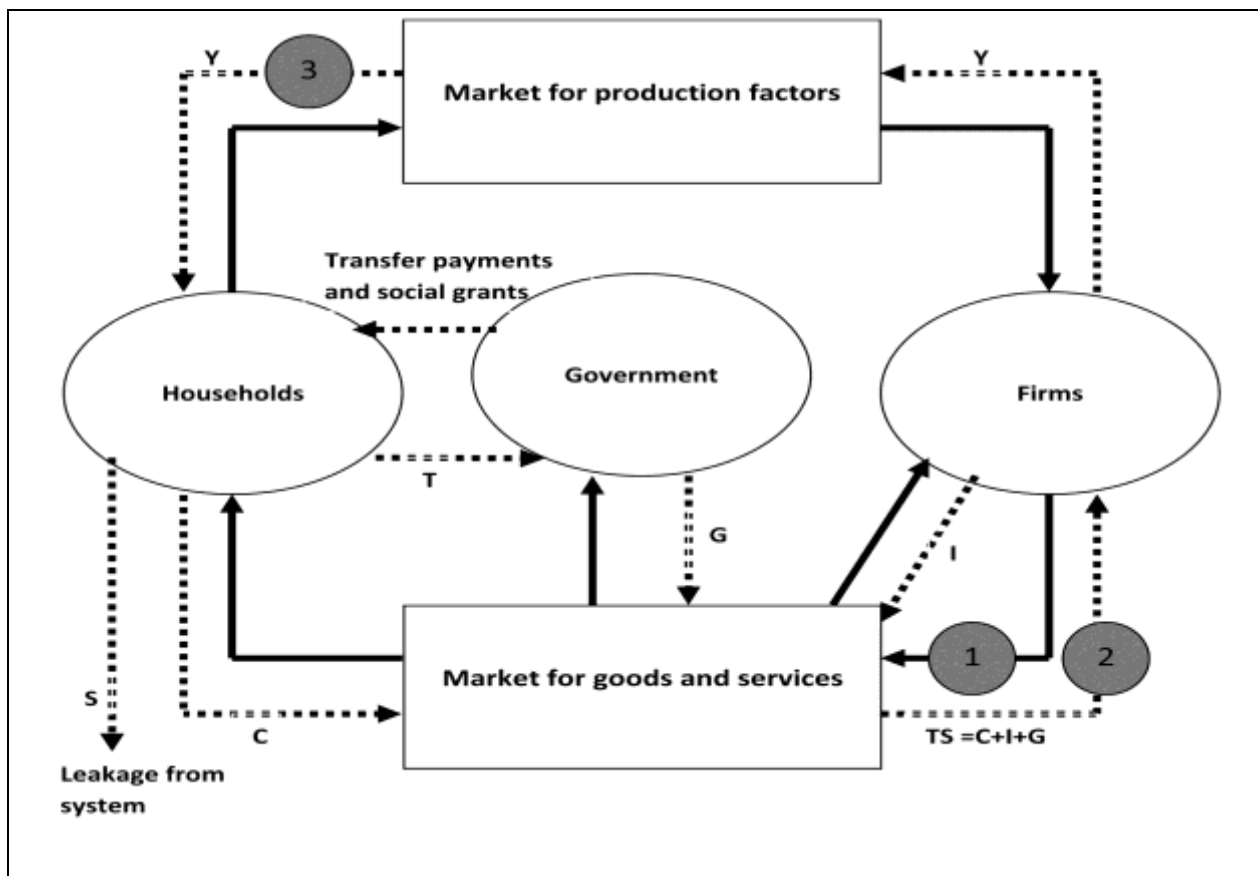 Y
3
Market for production factors
Y
Transfer payments
and social grants
Households
Government
Firms
T
G
I
1
2
Market for goods and services
S
C
TS =C+I+G
Leakage from
system